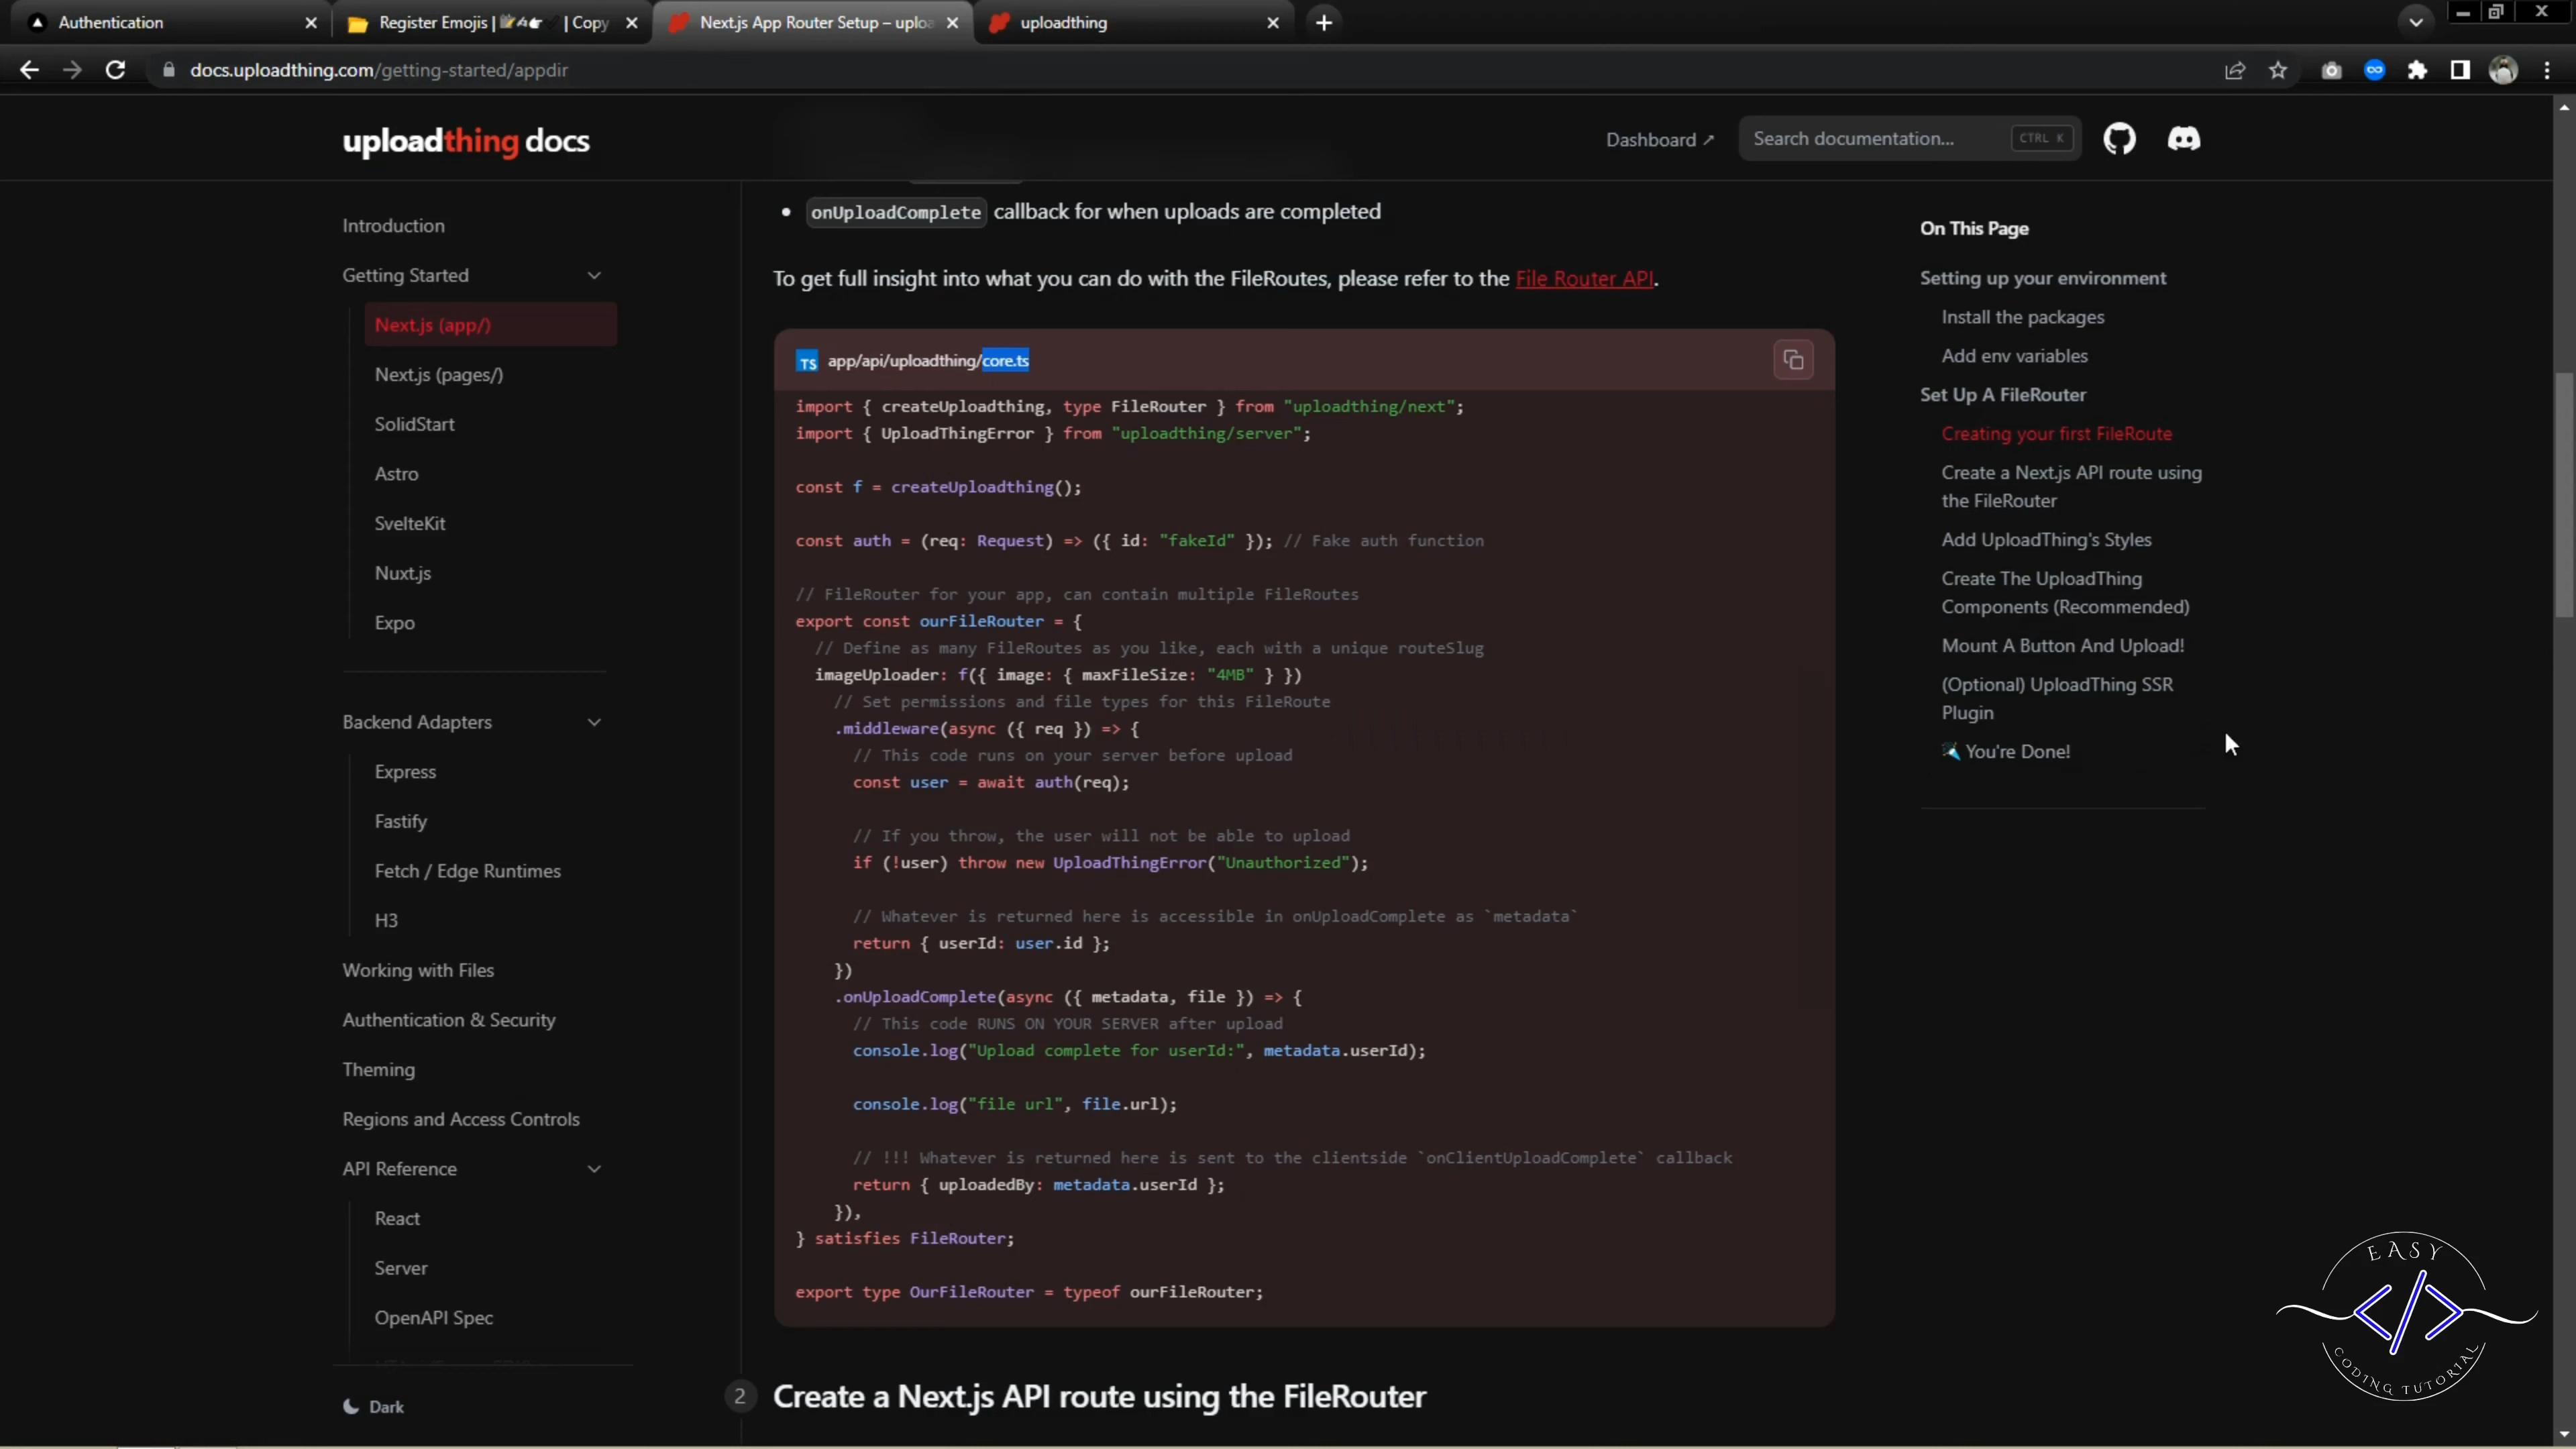 Authentication
Register Emojis | | Copy
Next.js App Router Setup – uploa
uploadthing
docs.uploadthing.com/getting-started/appdir
uploadthing docs
Dashboard ↗
Search documentation...
CTRL K
Introduction
Getting Started
Next.js (app/)
Next.js (pages/)
SolidStart
Astro
SvelteKit
Nuxt.js
Expo
Backend Adapters
Express
Fastify
Fetch / Edge Runtimes
H3
Working with Files
Authentication & Security
Theming
Regions and Access Controls
API Reference
React
Server
OpenAPI Spec
Dark
• onUploadComplete callback for when uploads are completed
To get full insight into what you can do with the FileRoutes, please refer to the File Router API.
TS app/api/uploadthing/core.ts
import { createUploadthing, type FileRouter } from "uploadthing/next";
import { UploadThingError } from "uploadthing/server";
const f = createUploadthing();
const auth = (req: Request) => ({ id: "fakeId" }); // Fake auth function
// FileRouter for your app, can contain multiple FileRoutes
export const ourFileRouter = {
// Define as many FileRoutes as you like, each with a unique routeSlug
imageUploader: f({ image: { maxFileSize: "4MB" } })
// Set permissions and file types for this FileRoute
.middleware(async ({ req }) => {
// This code runs on your server before upload
const user = await auth(req);
// If you throw, the user will not be able to upload
if (!user) throw new UploadThingError("Unauthorized");
// Whatever is returned here is accessible in onUploadComplete as `metadata`
return { userId: user.id };
})
.onUploadComplete(async ({ metadata, file }) => {
// This code RUNS ON YOUR SERVER after upload
console.log("Upload complete for userId:", metadata.userId);
console.log("file url", file.url);
// !!! Whatever is returned here is sent to the clientside `onClientUploadComplete` callback
return { uploadedBy: metadata.userId };
}),
} satisfies FileRouter;
export type OurFileRouter = typeof ourFileRouter;
2 Create a Next.js API route using the FileRouter
On This Page
Setting up your environment
Install the packages
Add env variables
Set Up A FileRouter
Creating your first FileRoute
Create a Next.js API route using
the FileRouter
Add UploadThing's Styles
Create The UploadThing
Components (Recommended)
Mount A Button And Upload!
(Optional) UploadThing SSR
Plugin
You're Done!
EASY
</>
CODING TUTORIAL